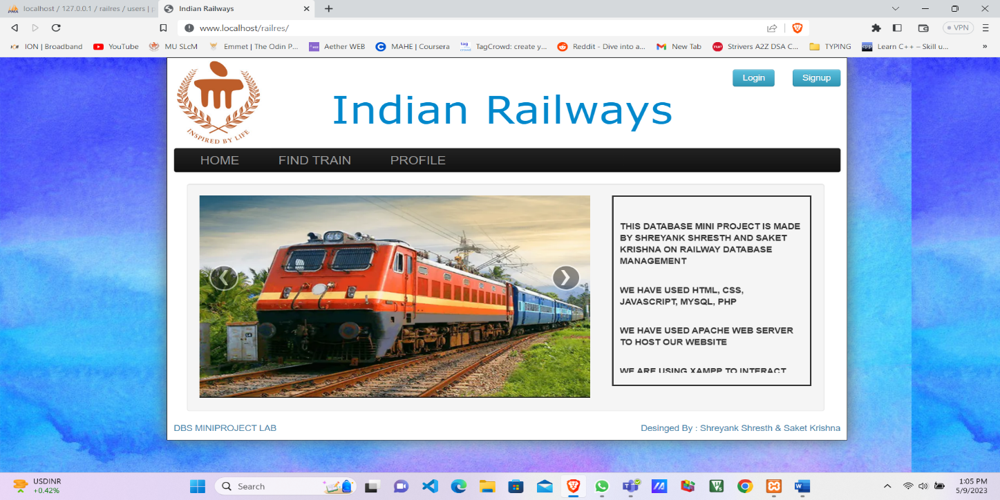 localhost / 127.0.0.1 / railres / users | p
Indian Railways
www.localhost/railres/
VPN
ION | Broadband
YouTube
MU SLcM
Emmet | The Odin P...
Aether WEB
MAHE | Coursera
TagCrowd: create y...
Reddit - Dive into a...
New Tab
Strivers A2Z DSA C...
TYPING
Learn C++ – Skill u...
»
INSPIRED BY LIFE
Indian Railways
Login
Signup
HOME
FIND TRAIN
PROFILE
THIS DATABASE MINI PROJECT IS MADE
BY SHREYANK SHRESTH AND SAKET
KRISHNA ON RAILWAY DATABASE
MANAGEMENT
WE HAVE USED HTML, CSS,
JAVASCRIPT, MYSQL, PHP
WE HAVE USED APACHE WEB SERVER
TO HOST OUR WEBSITE
WE ARE USING XAMPP TO INTERACT
DBS MINIPROJECT LAB
Desinged By : Shreyank Shresth & Saket Krishna
USDINR
+0.42%
Search
1:05 PM
5/9/2023